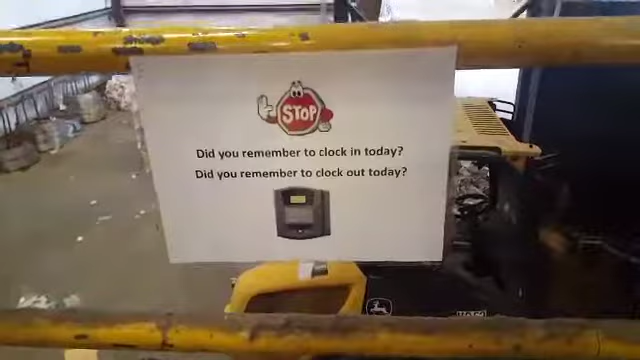 STOP
Did you remember to clock in today?
Did you remember to clock out today?